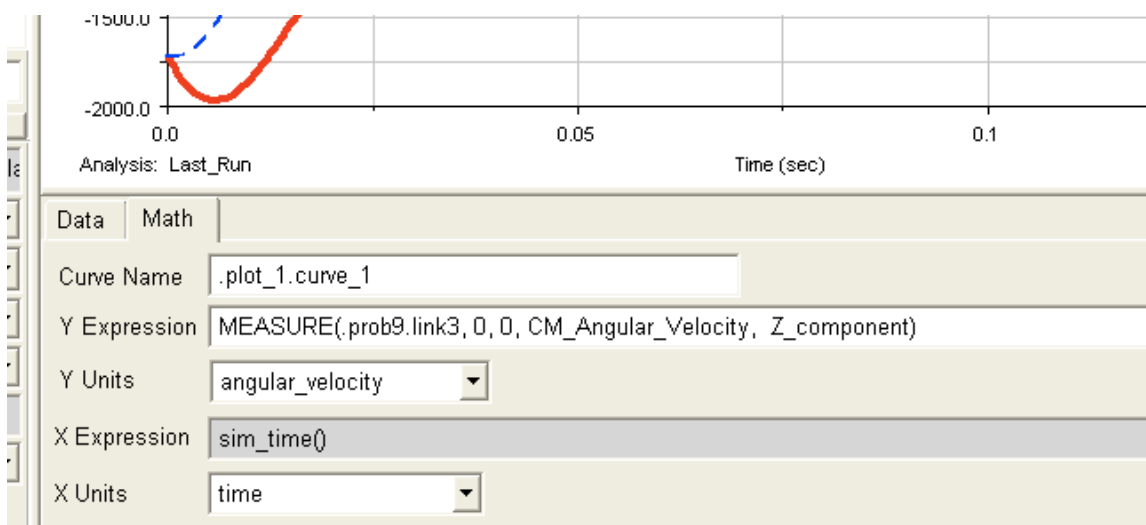 -1500.0
-2000.0
0.0 0.05 0.1
Analysis: Last_Run Time (sec)
Data Math
Curve Name .plot_1.curve_1
Y Expression MEASURE(.prob9.link3, 0, 0, CM_Angular_Velocity, Z_component)
Y Units angular_velocity
X Expression sim_time()
X Units time